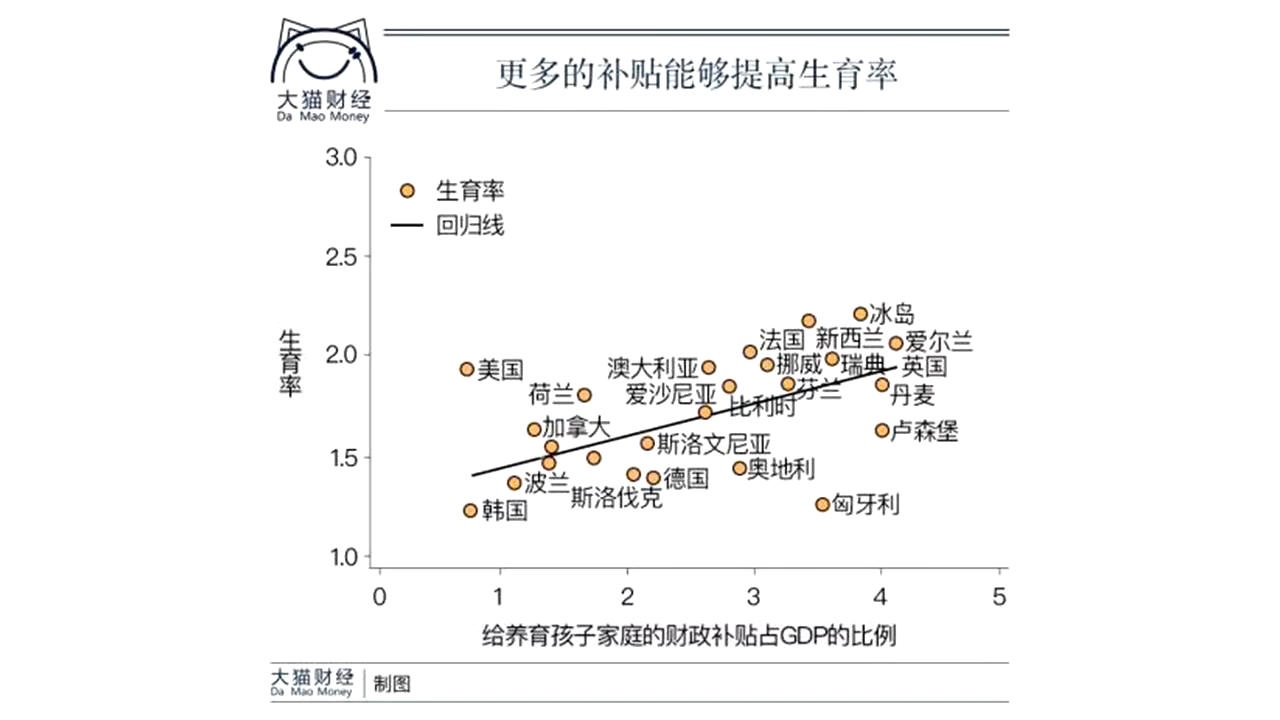 大猫财经
Da Mao Money
更多的补贴能够提高生育率
3.0
生育率
回归线
2.5
冰岛
法国
新西兰
爱尔兰
生育率
2.0
美国
澳大利亚
挪威
瑞典
英国
荷兰
爱沙尼亚
芬兰
丹麦
比利时
加拿大
卢森堡
斯洛文尼亚
1.5
波兰
德国
奥地利
斯洛伐克
韩国
匈牙利
1.0
0 1 2 3 4 5
给养育孩子家庭的财政补贴占GDP的比例
大猫财经
Da Mao Money
制图